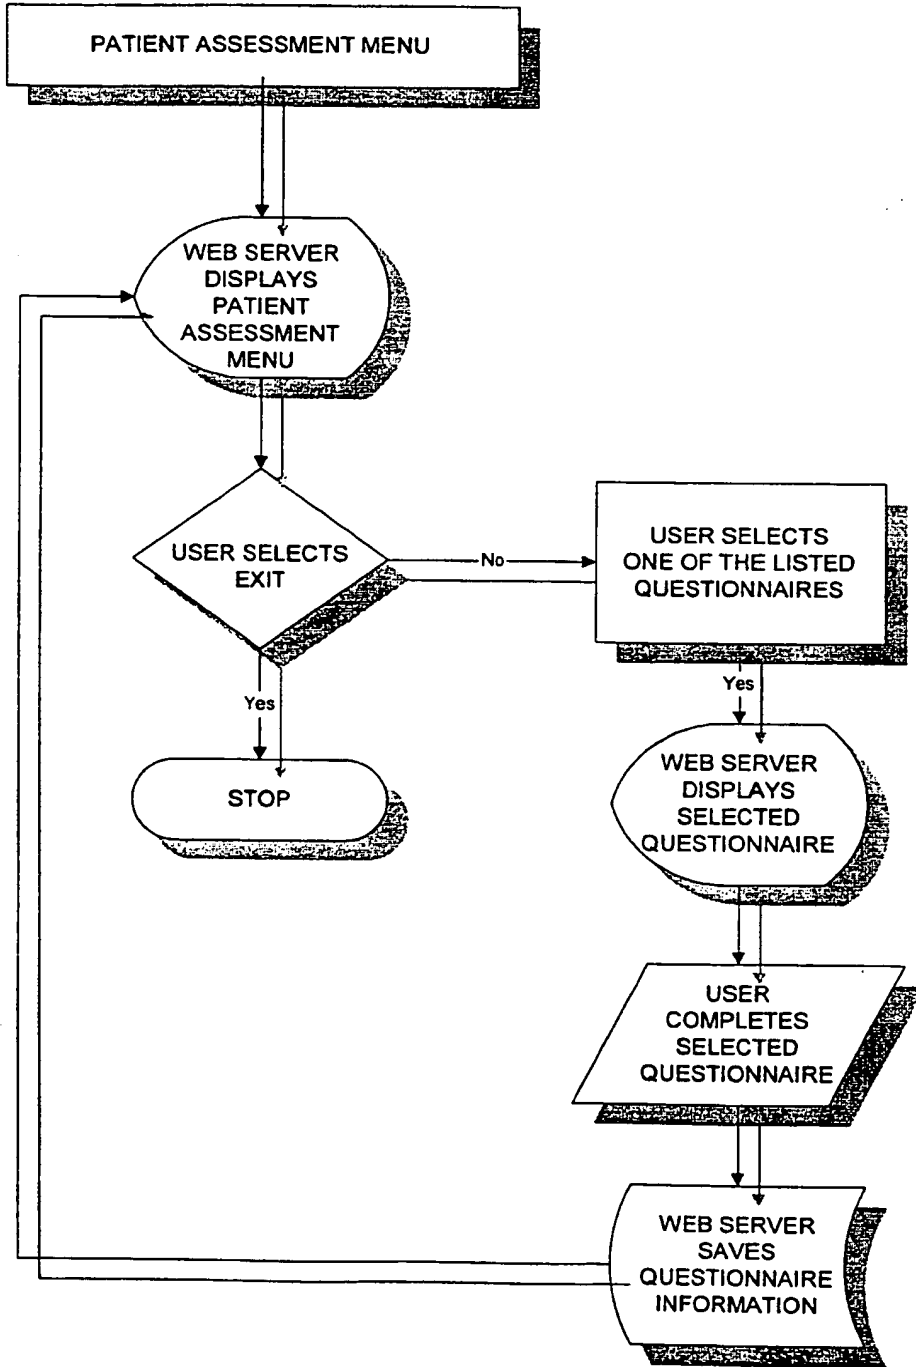 PATIENT ASSESSMENT MENU
WEB SERVER
DISPLAYS
PATIENT
ASSESSMENT
MENU
USER SELECTS
EXIT
No
USER SELECTS
ONE OF THE LISTED
QUESTIONNAIRES
Yes
STOP
Yes
WEB SERVER
DISPLAYS
SELECTED
QUESTIONNAIRE
USER
COMPLETES
SELECTED
QUESTIONNAIRE
WEB SERVER
SAVES
QUESTIONNAIRE
INFORMATION